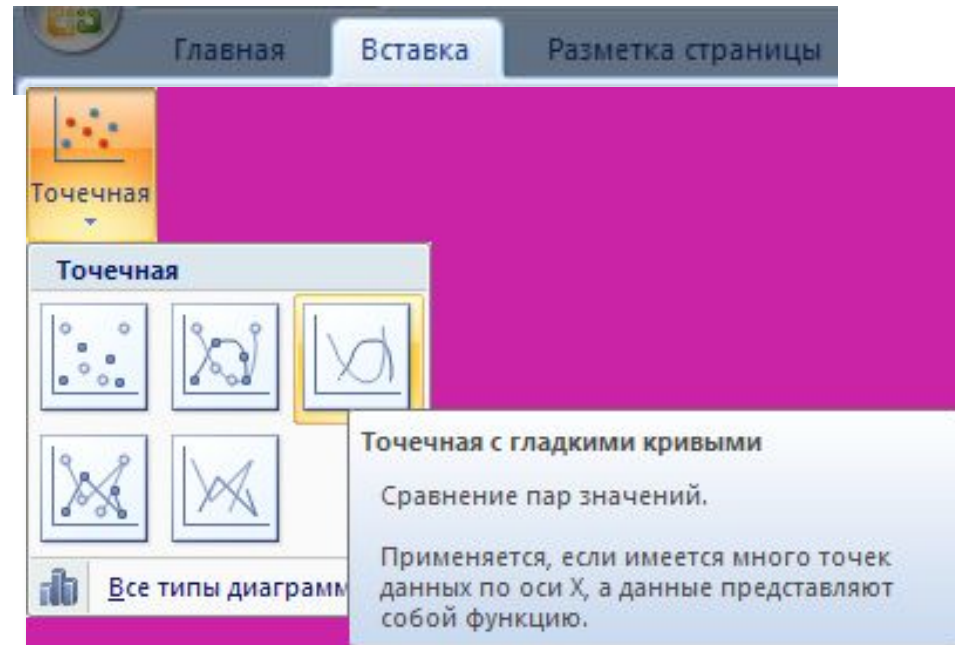 Главная Вставка Разметка страницы
Точечная
Точечная
Точечная с гладкими кривыми
Сравнение пар значений.
Применяется, если имеется много точек
данных по оси X, а данные представляют
собой функцию.
Все типы диаграмм